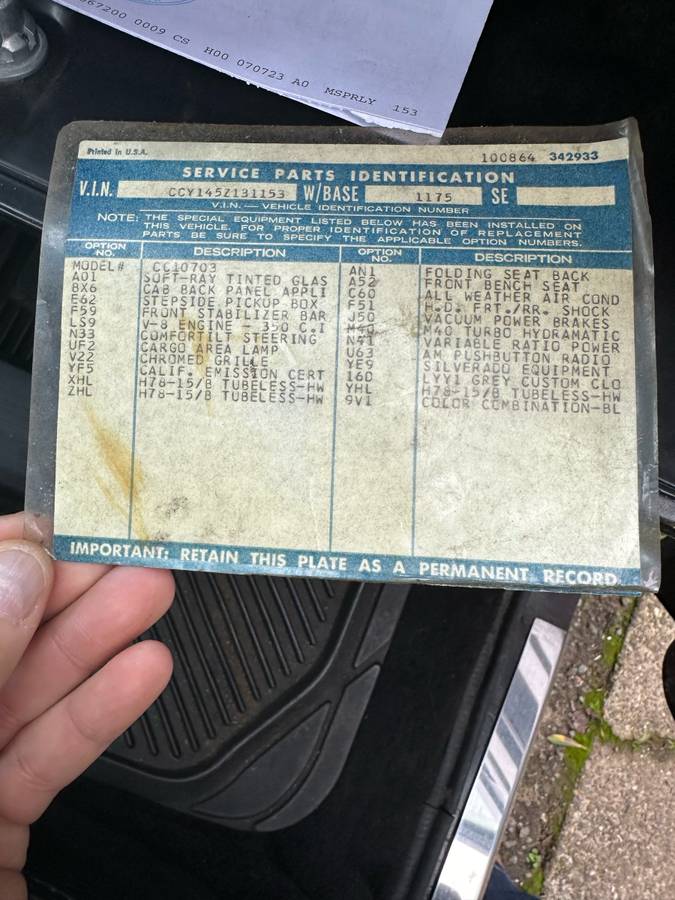 67200 0009 CS H00 070723 A0 MSPRLY 153
Printed in U.S.A. 100864 342933
SERVICE PARTS IDENTIFICATION
V.I.N. CCY145Z131153 W/BASE 1175 SE
V.I.N. — VEHICLE IDENTIFICATION NUMBER
NOTE: THE SPECIAL EQUIPMENT LISTED BELOW HAS BEEN INSTALLED ON
THIS VEHICLE. FOR PROPER IDENTIFICATION OF REPLACEMENT
PARTS BE SURE TO SPECIFY THE APPLICABLE OPTION NUMBERS.
OPTION NO. DESCRIPTION
MODEL# CC10703
A01 SOFT-RAY TINTED GLAS
BX6 CAB BACK PANEL APPLI
E62 STEPSIDE PICKUP BOX
F59 FRONT STABILIZER BAR
LS9 V-8 ENGINE - 350 C.I
N33 COMFORTILT STEERING
UF2 CARGO AREA LAMP
V22 CHROMED GRILLE
YF5 CALIF. EMISSION CERT
XHL H78-15/B TUBELESS-HW
ZHL H78-15/B TUBELESS-HW
OPTION NO. DESCRIPTION
AN1 FOLDING SEAT BACK
A52 FRONT BENCH SEAT
C60 ALL WEATHER AIR COND
F51 H.D. FRT./RR. SHOCK
J50 VACUUM POWER BRAKES
M40 M40 TURBO HYDRAMATIC
N41 VARIABLE RATIO POWER
U63 AM PUSHBUTTON RADIO
YE9 SILVERADO EQUIPMENT
16D LYY1 GREY CUSTOM CLO
YHL H78-15/B TUBELESS-HW
9V1 COLOR COMBINATION-BL
IMPORTANT: RETAIN THIS PLATE AS A PERMANENT RECORD